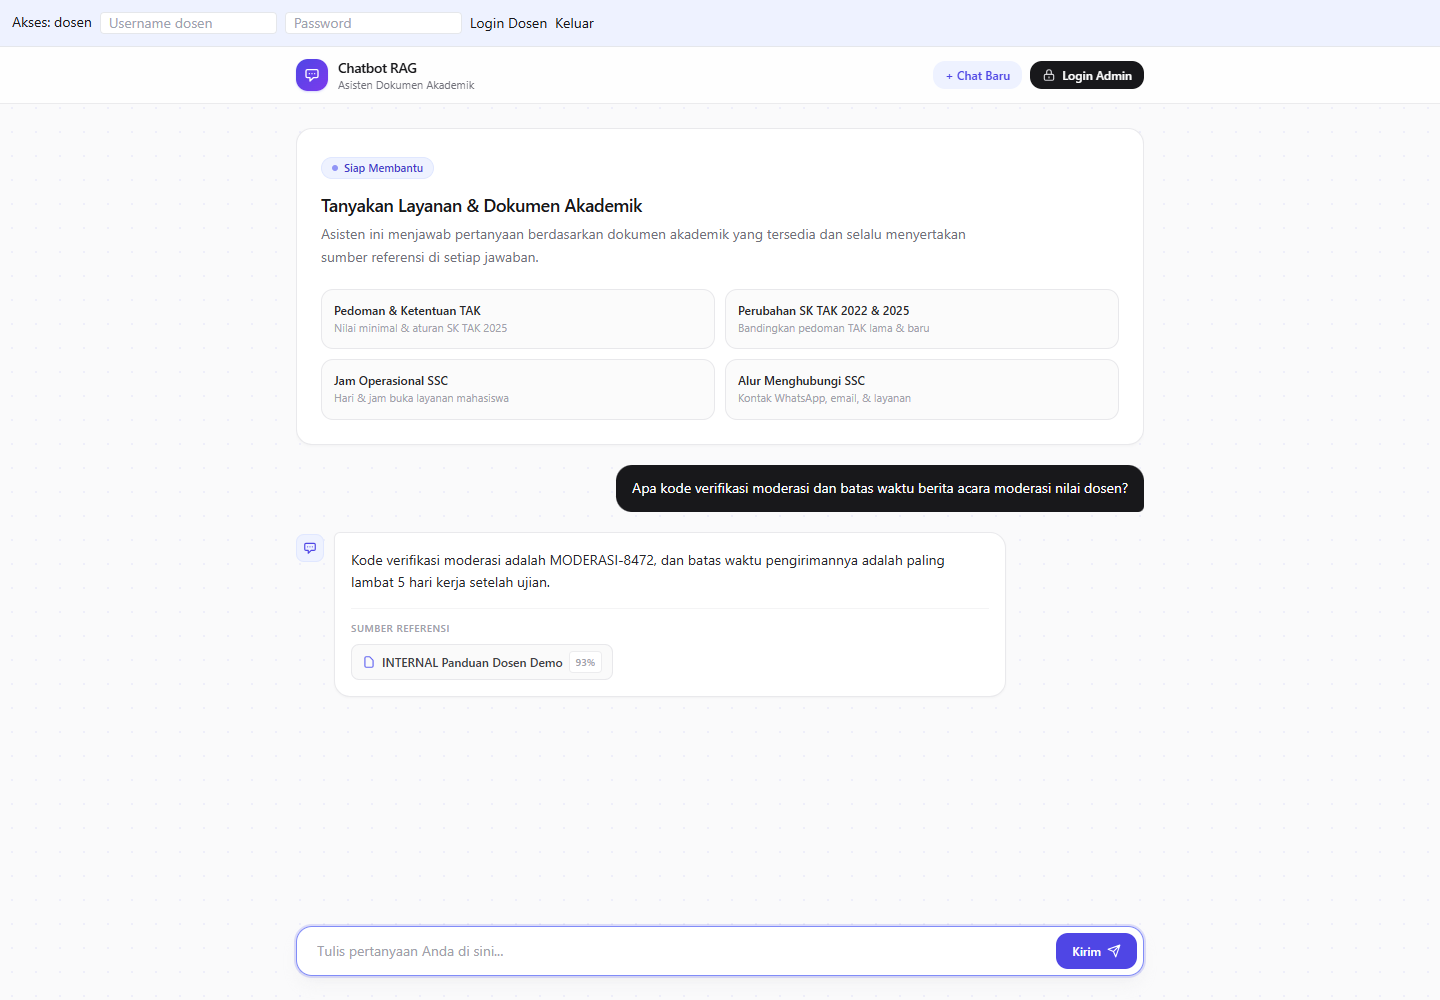 Akses: dosen Username dosen Password Login Dosen Keluar
Chatbot RAG
Asisten Dokumen Akademik
+ Chat Baru
Login Admin
Siap Membantu
Tanyakan Layanan & Dokumen Akademik
Asisten ini menjawab pertanyaan berdasarkan dokumen akademik yang tersedia dan selalu menyertakan
sumber referensi di setiap jawaban.
Pedoman & Ketentuan TAK
Nilai minimal & aturan SK TAK 2025
Perubahan SK TAK 2022 & 2025
Bandingkan pedoman TAK lama & baru
Jam Operasional SSC
Hari & jam buka layanan mahasiswa
Alur Menghubungi SSC
Kontak WhatsApp, email, & layanan
Apa kode verifikasi moderasi dan batas waktu berita acara moderasi nilai dosen?
Kode verifikasi moderasi adalah MODERASI-8472, dan batas waktu pengirimannya adalah paling
lambat 5 hari kerja setelah ujian.
SUMBER REFERENSI
INTERNAL Panduan Dosen Demo 93%
Tulis pertanyaan Anda di sini...
Kirim